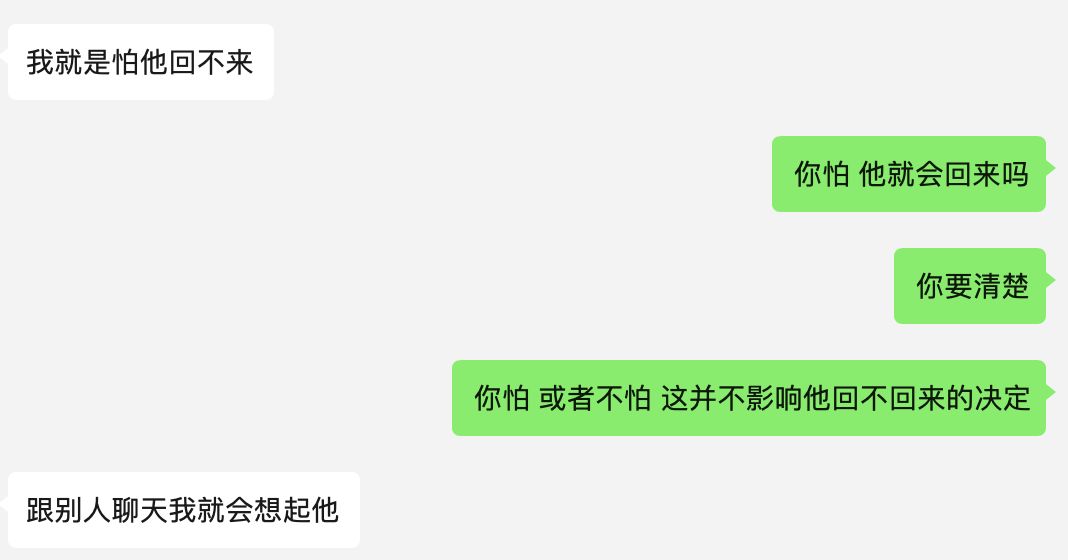 我就是怕他回不来
你怕 他就会回来吗
你要清楚
你怕 或者不怕 这并不影响他回不回来的决定
跟别人聊天我就会想起他